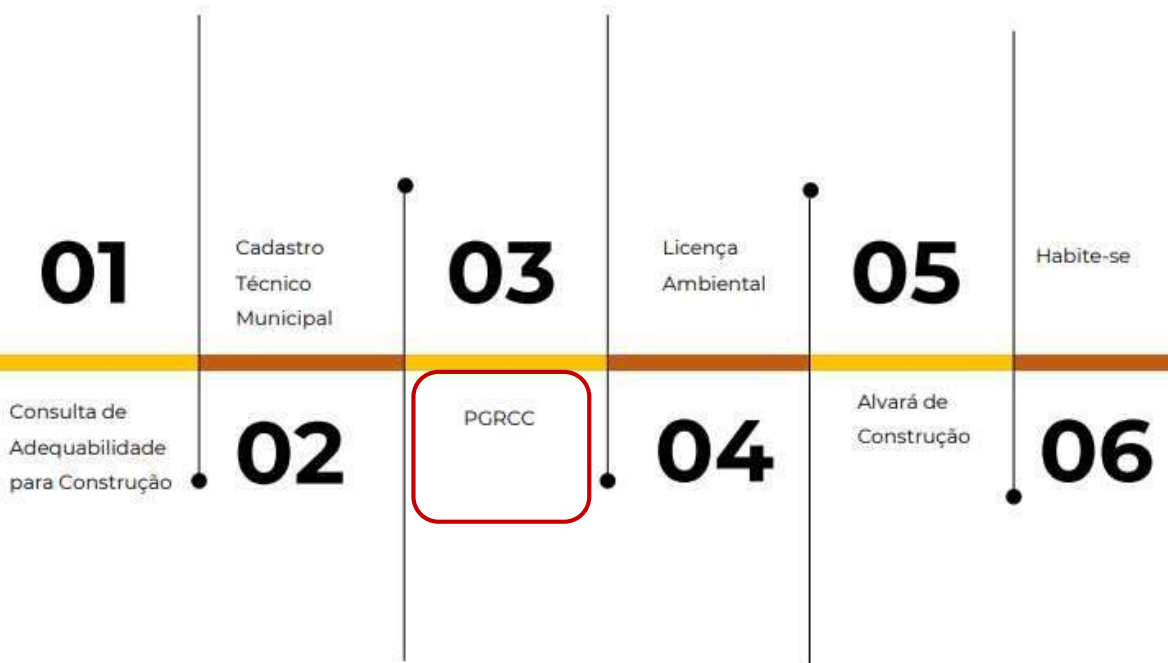 01
Consulta de
Adequabilidade
para Construção
Cadastro
Técnico
Municipal
02
03
PGRCC
Licença
Ambiental
04
05
Alvará de
Construção
Habite-se
06